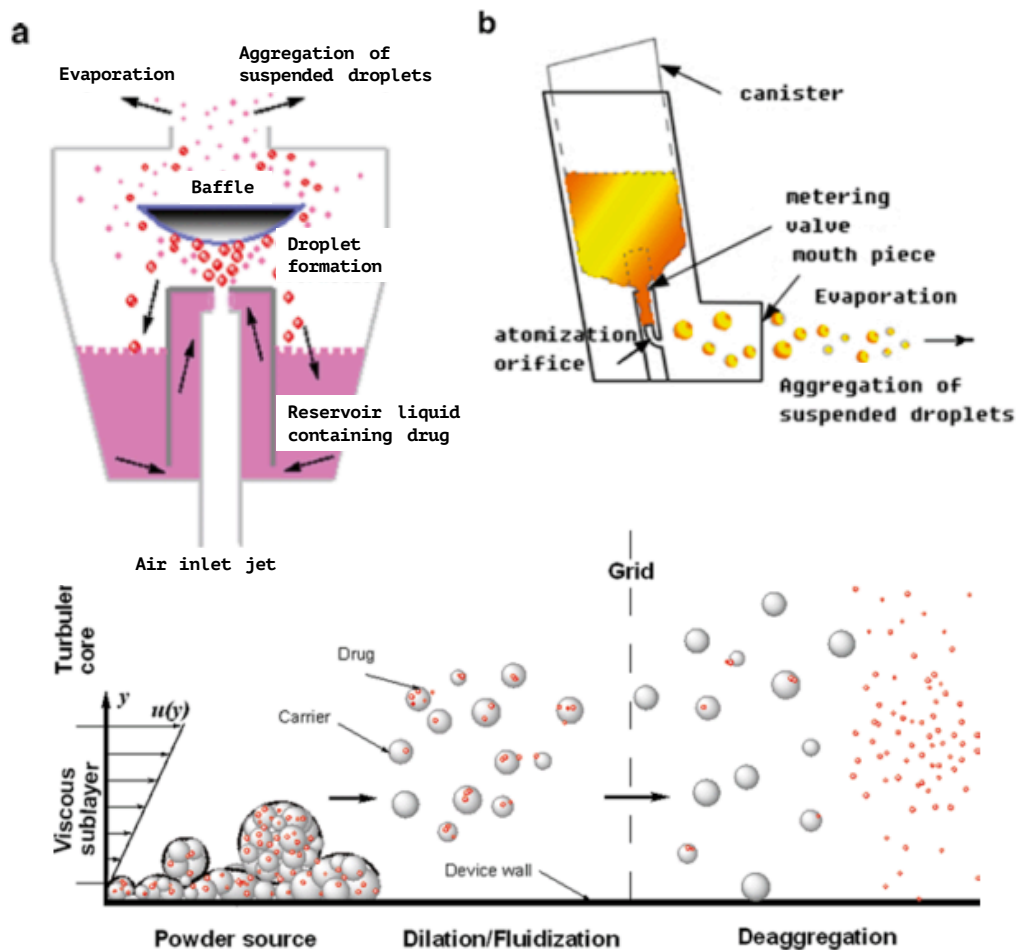 a
Evaporation
Aggregation of
suspended droplets
Baffle
Droplet
formation
Reservoir liquid
containing drug
Air inlet jet
b
canister
metering
valve
mouth piece
Evaporation
atomization
orifice
Aggregation of
suspended droplets
Grid
Turbuler
core
Viscous
sublayer
y
u(y)
Drug
Carrier
Device wall
Powder source
Dilation/Fluidization
Deaggregation